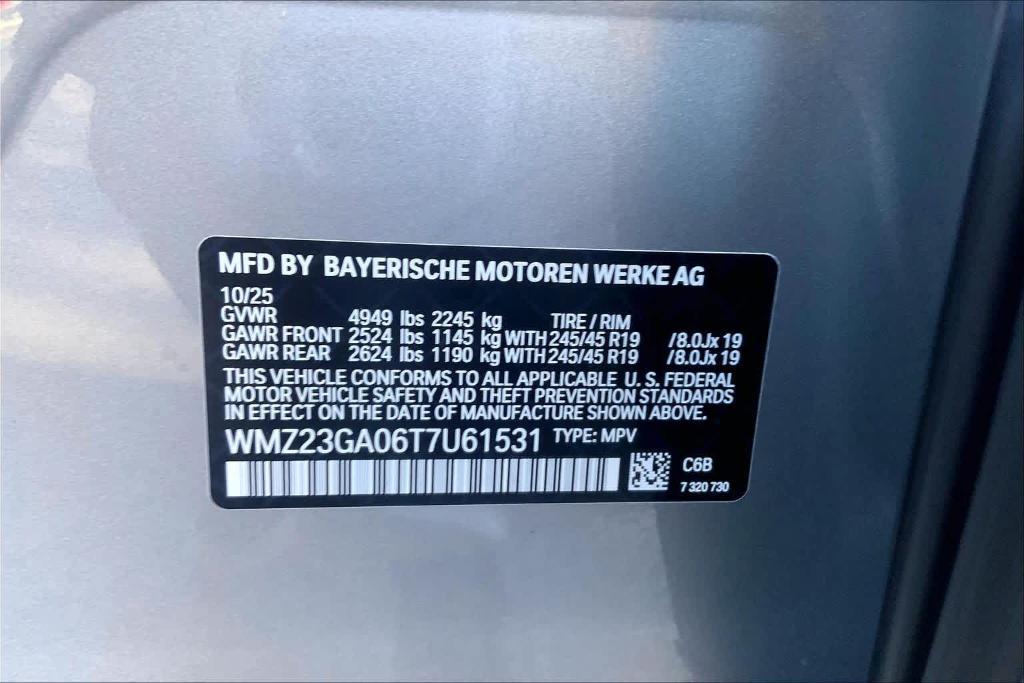 MFD BY BAYERISCHE MOTOREN WERKE AG
10/25
GVWR 4949 lbs 2245 kg TIRE / RIM
GAWR FRONT 2524 lbs 1145 kg WITH 245/45 R19 /8.0Jx 19
GAWR REAR 2624 lbs 1190 kg WITH 245/45 R19 /8.0Jx 19
THIS VEHICLE CONFORMS TO ALL APPLICABLE U. S. FEDERAL
MOTOR VEHICLE SAFETY AND THEFT PREVENTION STANDARDS
IN EFFECT ON THE DATE OF MANUFACTURE SHOWN ABOVE.
WMZ23GA06T7U61531 TYPE: MPV
C6B
7 320 730